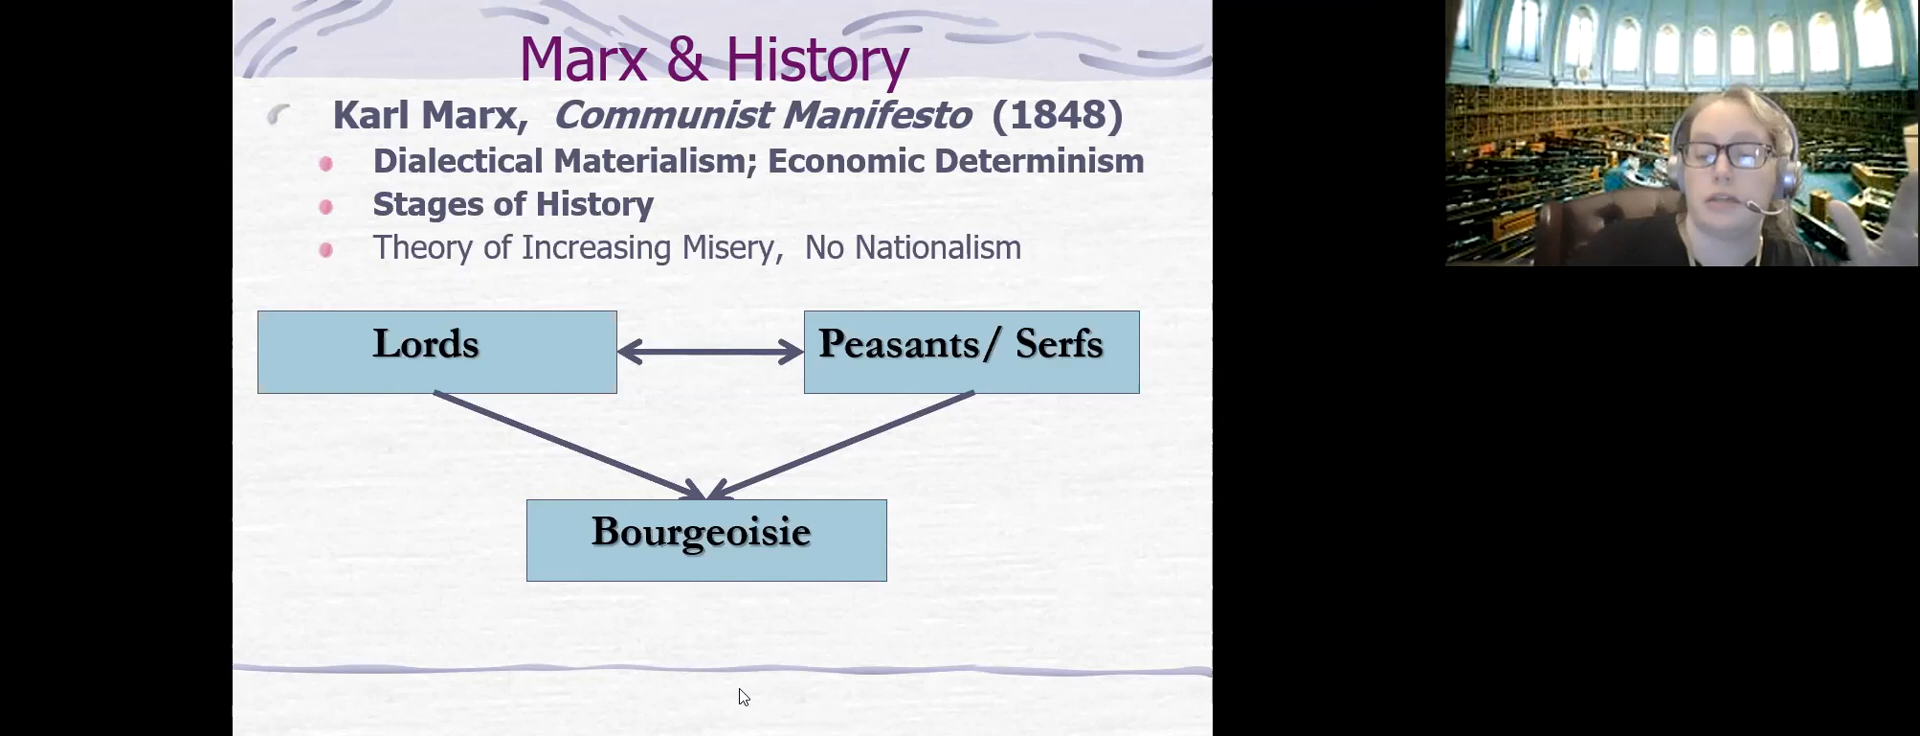 Marx & History
Karl Marx, Communist Manifesto (1848)
Dialectical Materialism; Economic Determinism
Stages of History
Theory of Increasing Misery, No Nationalism
Lords
Peasants/ Serfs
Bourgeoisie